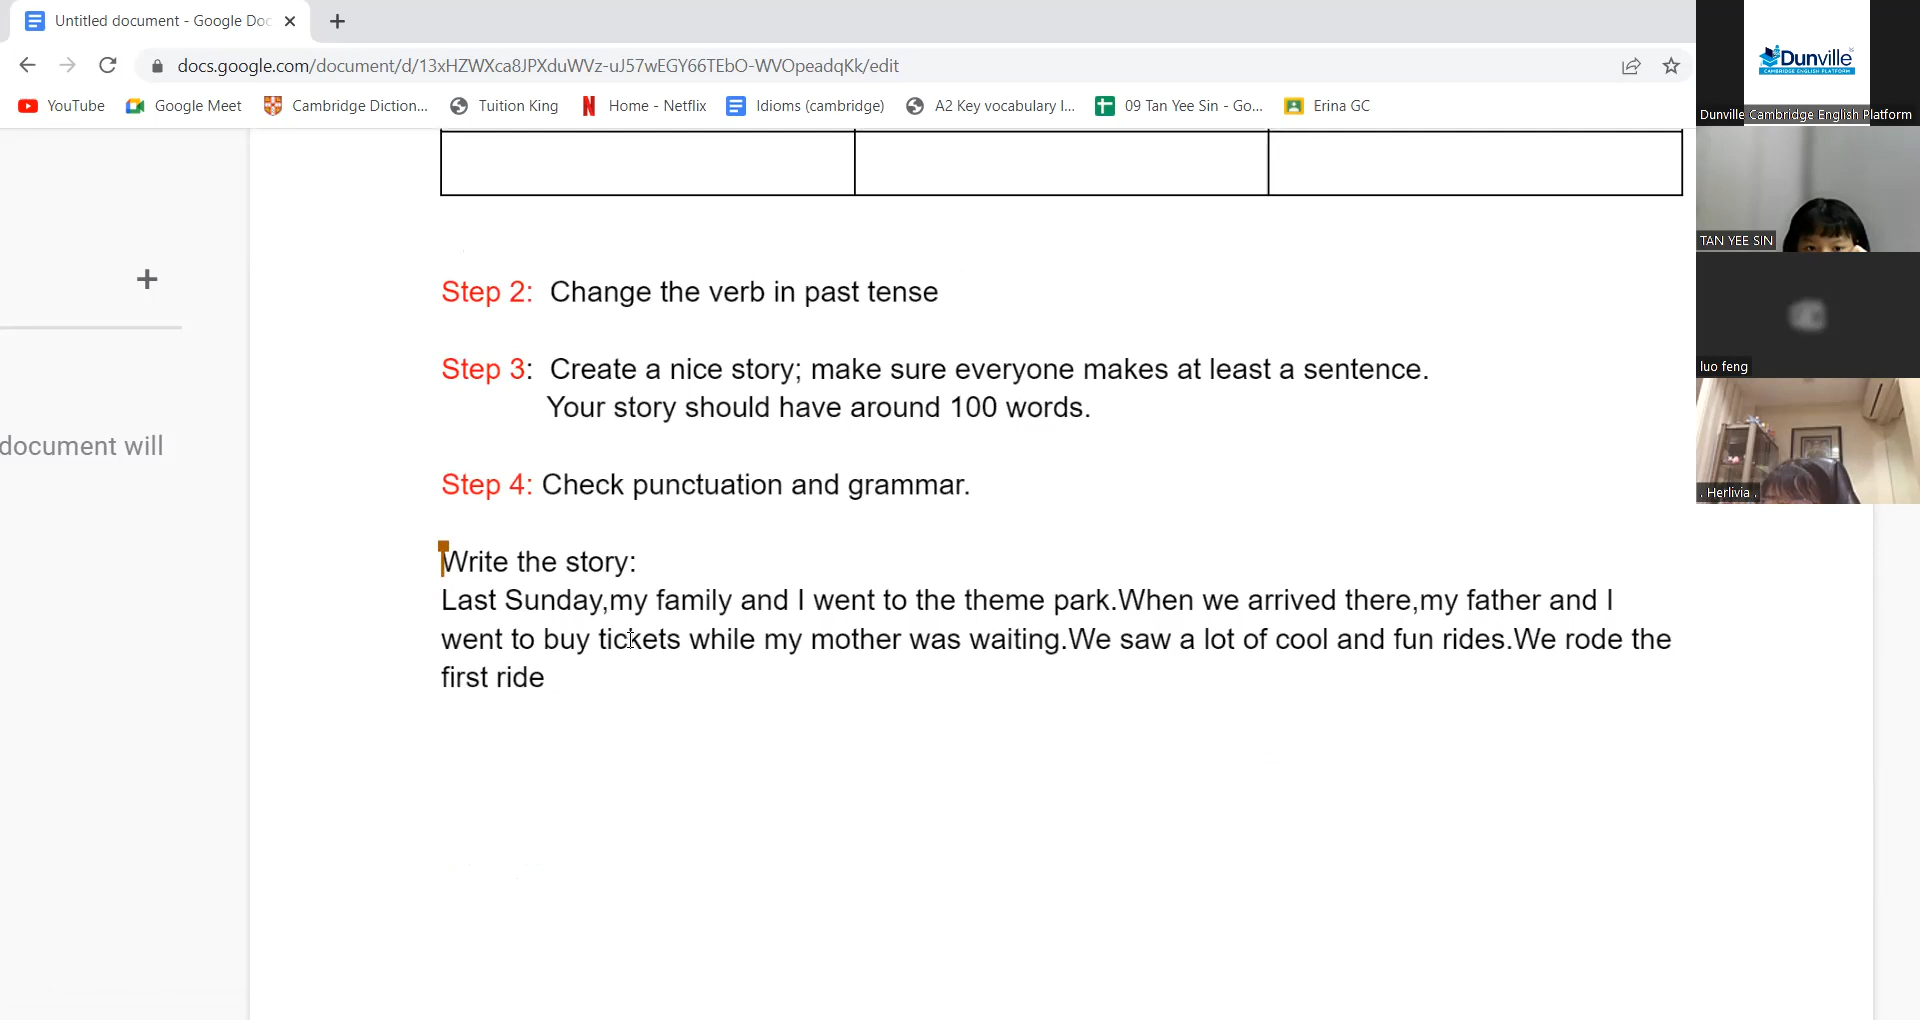 Untitled document - Google Doc
docs.google.com/document/d/13xHZWXca8JPXduWVz-uJ57wEGY66TEbO-WVOpeadqKk/edit
YouTube Google Meet Cambridge Diction... Tuition King Home - Netflix Idioms (cambridge) A2 Key vocabulary l... 09 Tan Yee Sin - Go... Erina GC
Dunville
CAMBRIDGE ENGLISH PLATFORM
Dunville Cambridge English Platform
TAN YEE SIN
luo feng
. Herlivia .
document will
Step 2: Change the verb in past tense
Step 3: Create a nice story; make sure everyone makes at least a sentence.
Your story should have around 100 words.
Step 4: Check punctuation and grammar.
Write the story:
Last Sunday,my family and I went to the theme park.When we arrived there,my father and I
went to buy tickets while my mother was waiting.We saw a lot of cool and fun rides.We rode the
first ride